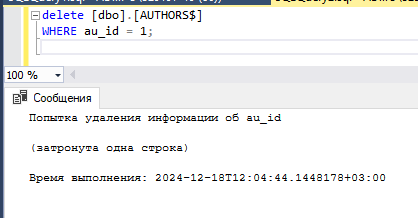 delete [dbo].[AUTHORS$]
WHERE au_id = 1;
100 %
Сообщения
Попытка удаления информации об au_id
(затронута одна строка)
Время выполнения: 2024-12-18T12:04:44.1448178+03:00